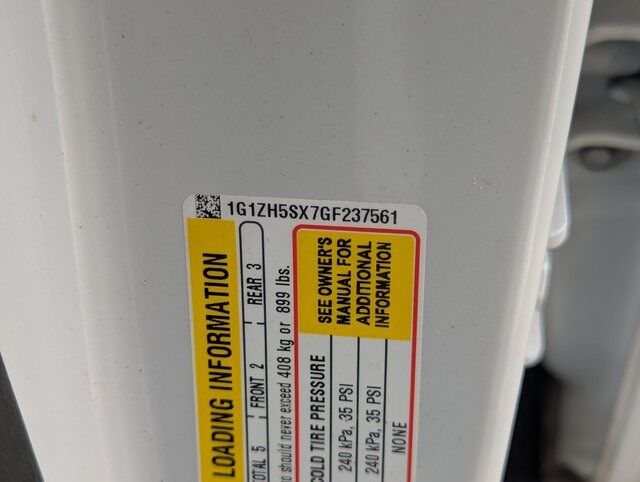 1G1ZH5SX7GF237561
LOADING INFORMATION
TOTAL 5 | FRONT 2 | REAR 3
should never exceed 408 kg or 899 lbs.
SEE OWNER'S
MANUAL FOR
ADDITIONAL
INFORMATION
COLD TIRE PRESSURE
240 kPa, 35 PSI
240 kPa, 35 PSI
NONE